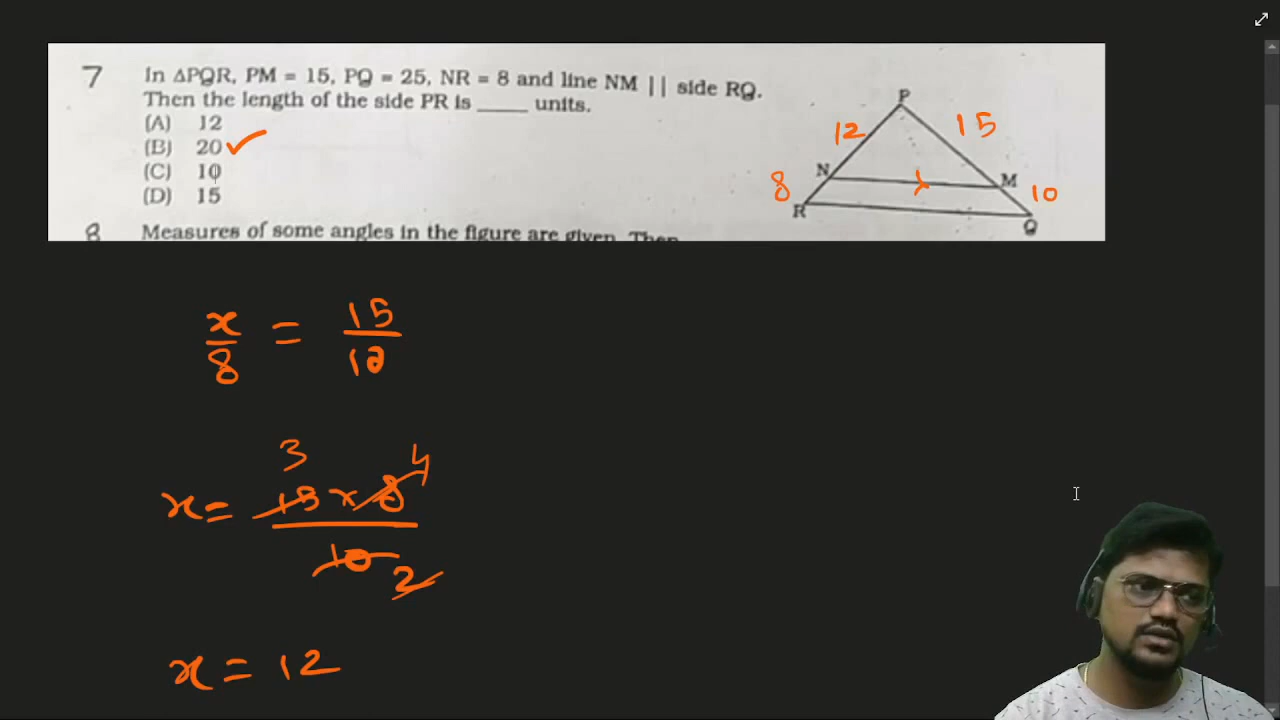 7 In ΔPQR, PM = 15, PQ = 25, NR = 8 and line NM || side RQ.
Then the length of the side PR is ____ units.
(A) 12
(B) 20 ✓
(C) 10
(D) 15
P
12
15
N
M
8
10
R
Q
8 Measures of some angles in the figure are given. Then
x/8 = 15/10
3 4
x = 15 x 8
10 2
x = 12